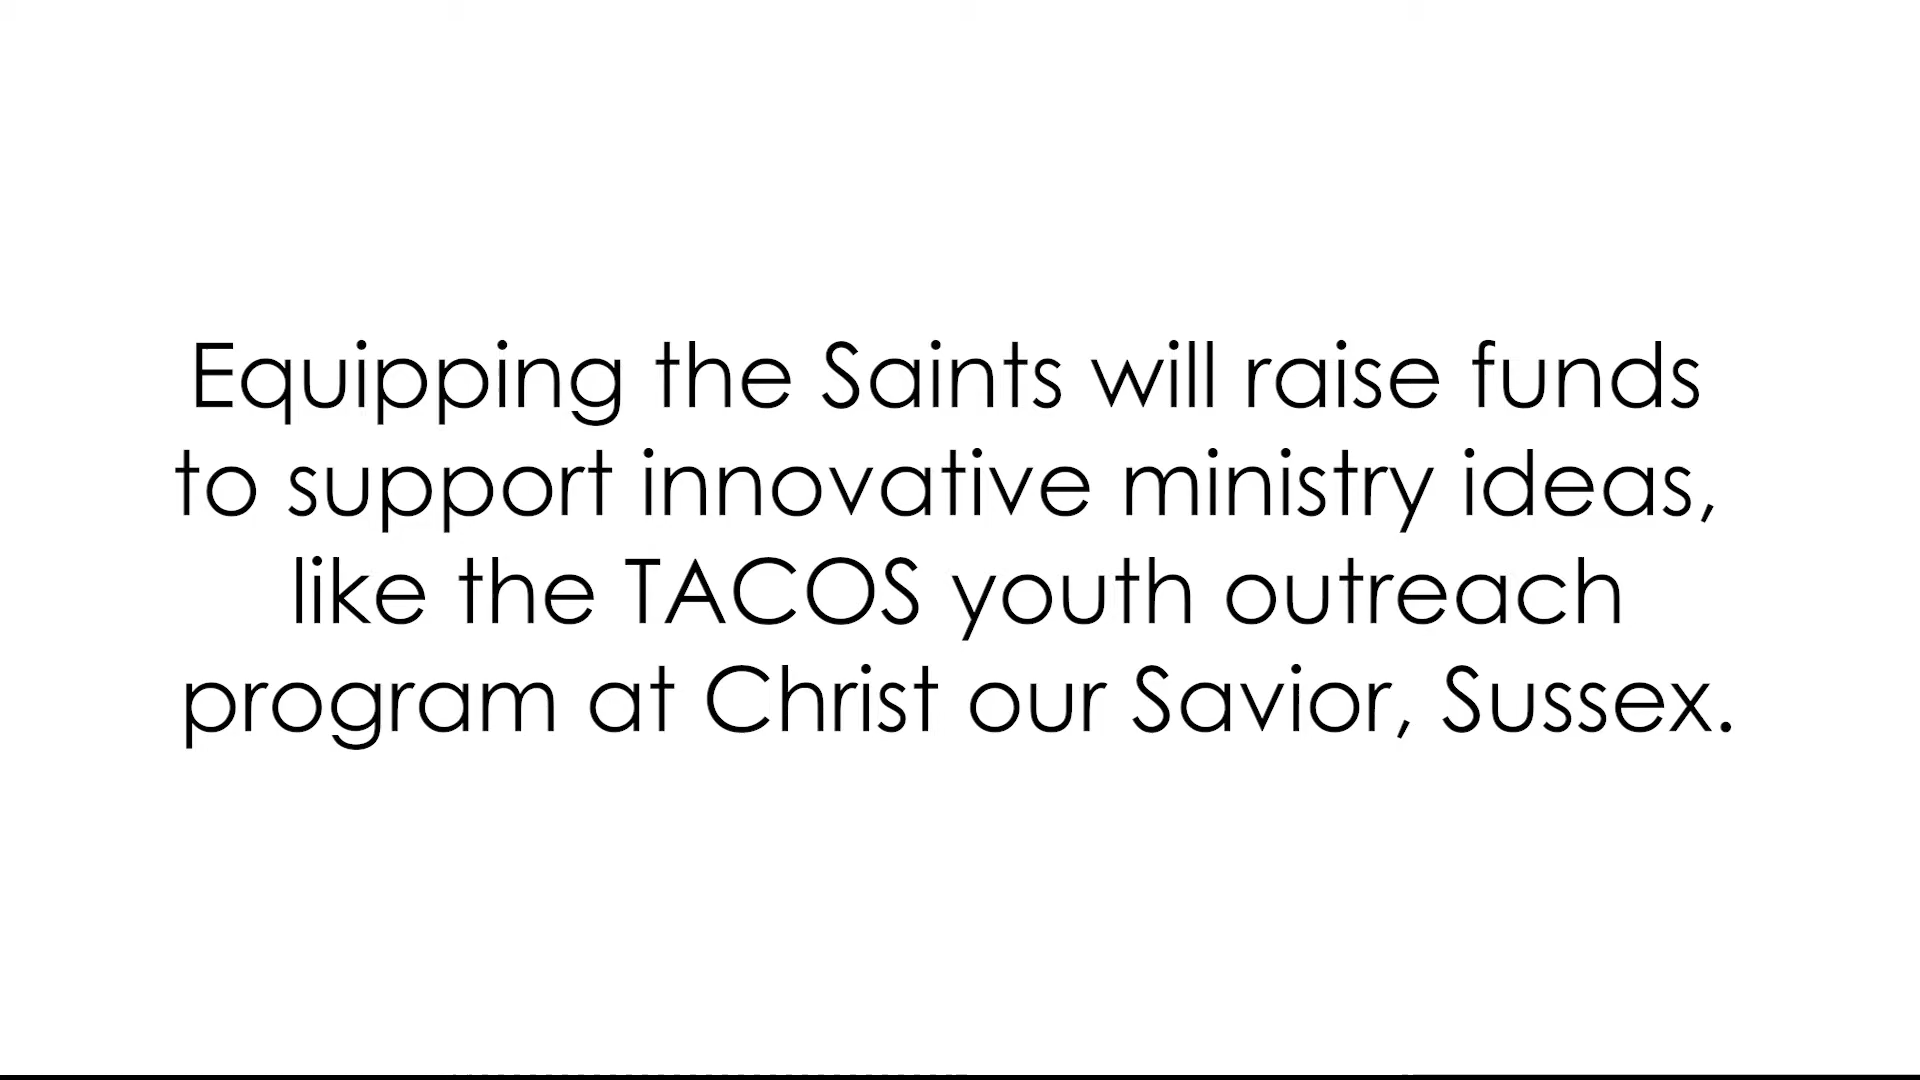 Equipping the Saints will raise funds
to support innovative ministry ideas,
like the TACOS youth outreach
program at Christ our Savior, Sussex.